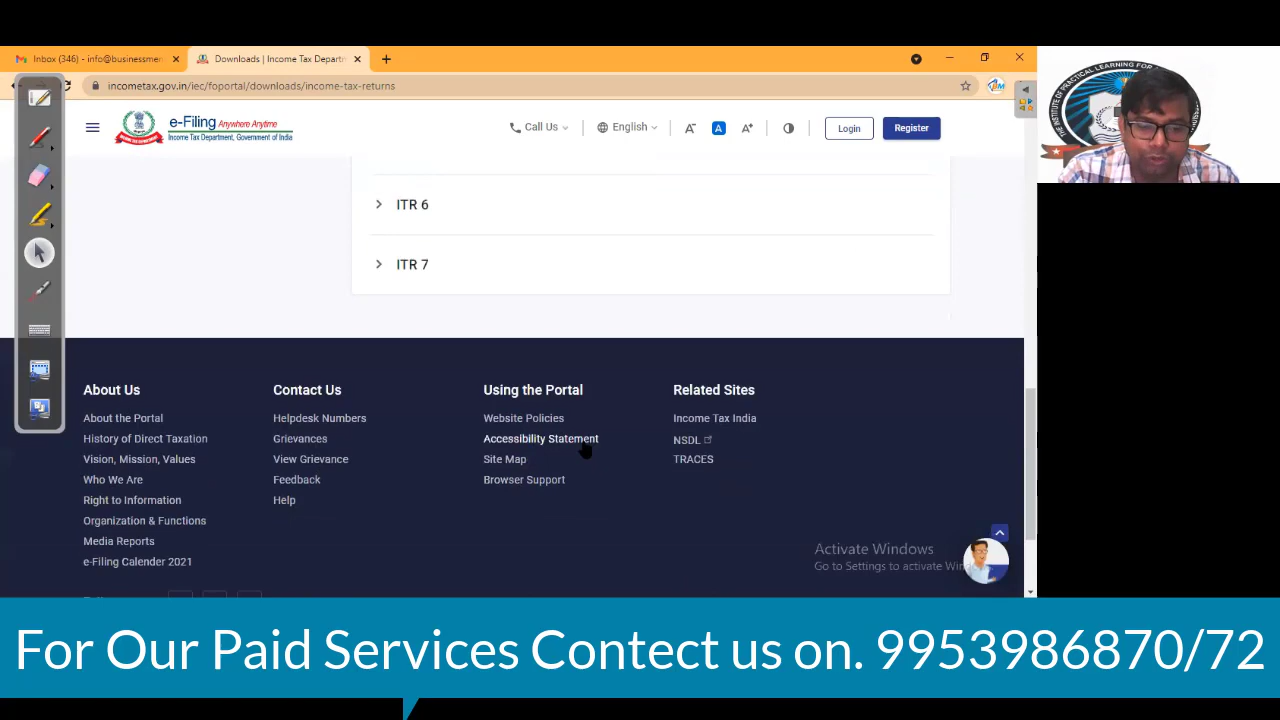 Inbox (346) - info@businessmen
Downloads | Income Tax Departm
incometax.gov.in/iec/foportal/downloads/income-tax-returns
e-Filing Anywhere Anytime
Income Tax Department, Government of India
Call Us
English
A
Login
Register
ITR 6
ITR 7
About Us
About the Portal
History of Direct Taxation
Vision, Mission, Values
Who We Are
Right to Information
Organization & Functions
Media Reports
e-Filing Calender 2021
Contact Us
Helpdesk Numbers
Grievances
View Grievance
Feedback
Help
Using the Portal
Website Policies
Accessibility Statement
Site Map
Browser Support
Related Sites
Income Tax India
NSDL
TRACES
Activate Windows
Go to Settings to activate Win
For Our Paid Services Contect us on. 9953986870/72